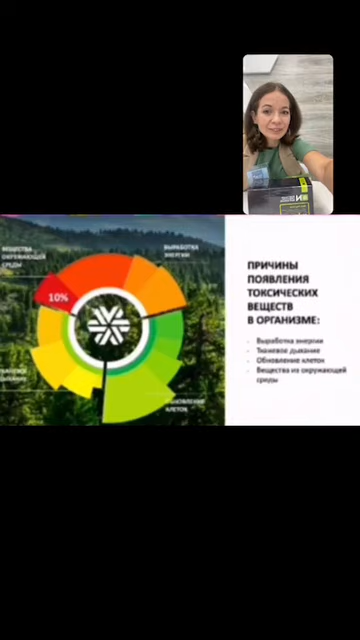 ВЕЩЕСТВА
ОКРУЖАЮЩЕЙ
СРЕДЫ
ВЫРАБОТКА
ЭНЕРГИИ
10%
ОБНОВЛЕНИЕ
КЛЕТОК
ПРИЧИНЫ
ПОЯВЛЕНИЯ
ТОКСИЧЕСКИХ
ВЕЩЕСТВ
В ОРГАНИЗМЕ:
- Выработка энергии
- Тканевое дыхание
- Обновление клеток
- Вещества из окружающей
среды